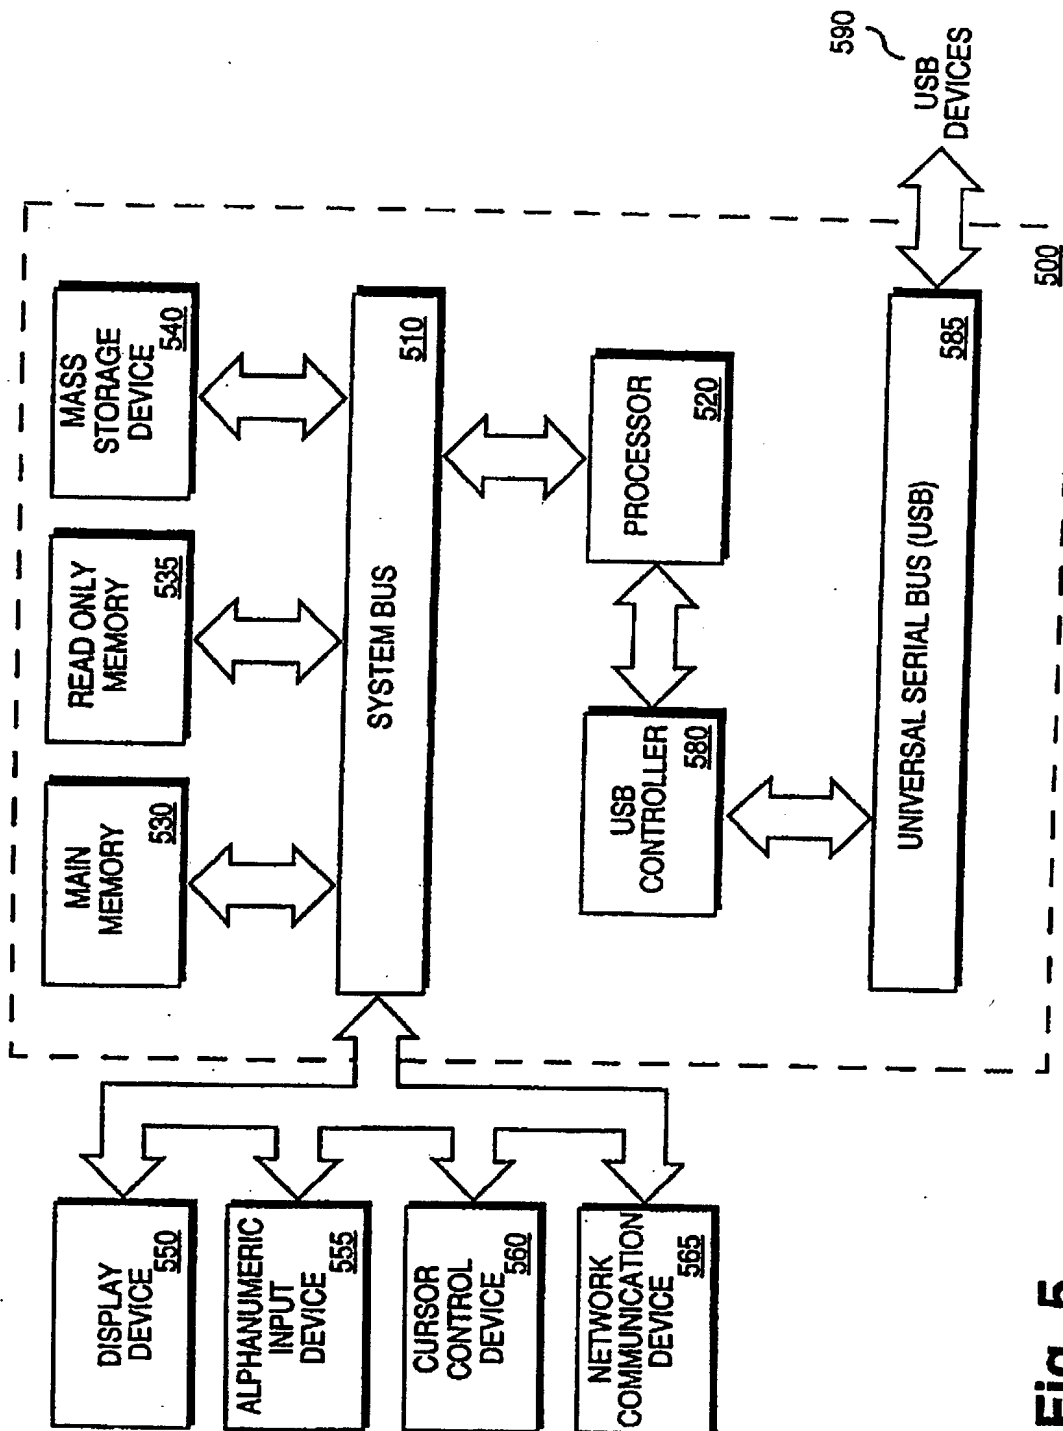 MAIN
MEMORY
530
READ ONLY
MEMORY
535
MASS
STORAGE
DEVICE
540
DISPLAY
DEVICE
550
SYSTEM BUS
510
ALPHANUMERIC
INPUT
DEVICE
555
CURSOR
CONTROL
DEVICE
560
USB
CONTROLLER
580
PROCESSOR
520
NETWORK
COMMUNICATION
DEVICE
565
UNIVERSAL SERIAL BUS (USB)
585
590
USB
DEVICES
500
Fig. 5